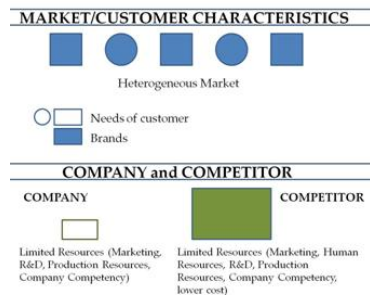 MARKET/CUSTOMER CHARACTERISTICS
Heterogeneous Market
Needs of customer
Brands
COMPANY and COMPETITOR
COMPANY
COMPETITOR
Limited Resources (Marketing,
R&D, Production Resources,
Company Competency)
Limited Resources (Marketing, Human
Resources, R&D, Production
Resources, Company Competency,
lower cost)